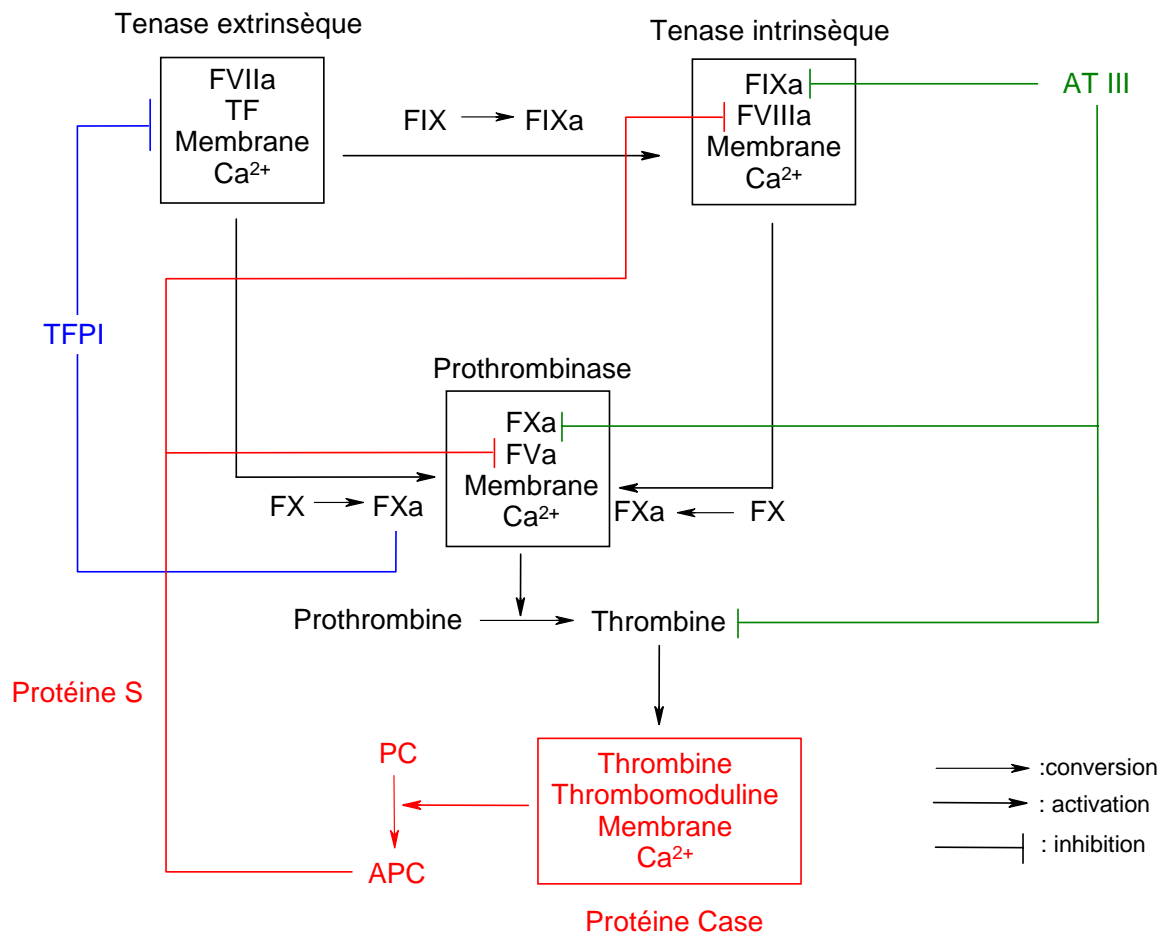 Tenase extrinsèque
FVIIa
TF
Membrane
Ca²⁺
FIX → FIXa
Tenase intrinsèque
FIXa
FVIIIa
Membrane
Ca²⁺
AT III
TFPI
Prothrombinase
FXa
FVa
Membrane
Ca²⁺
FX → FXa
FXa ← FX
Prothrombine → Thrombine
Protéine S
PC
APC
Thrombine
Thrombomoduline
Membrane
Ca²⁺
Protéine Case
:conversion
: activation
: inhibition